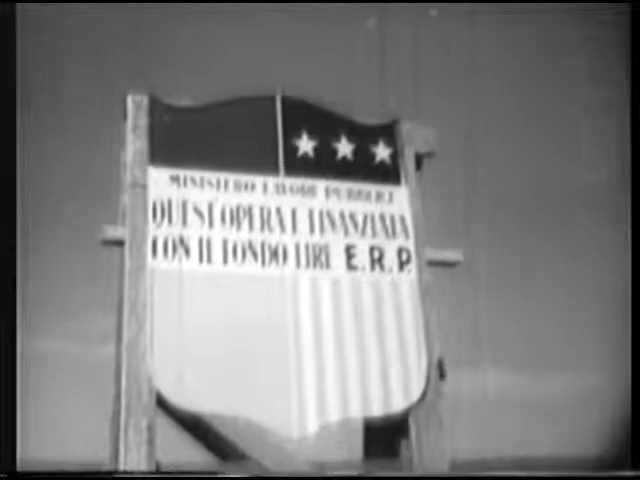 MINISTERO LAVORI PUBBLICI
QUEST'OPERA E' FINANZIATA
CON IL FONDO LIRE E.R.P.